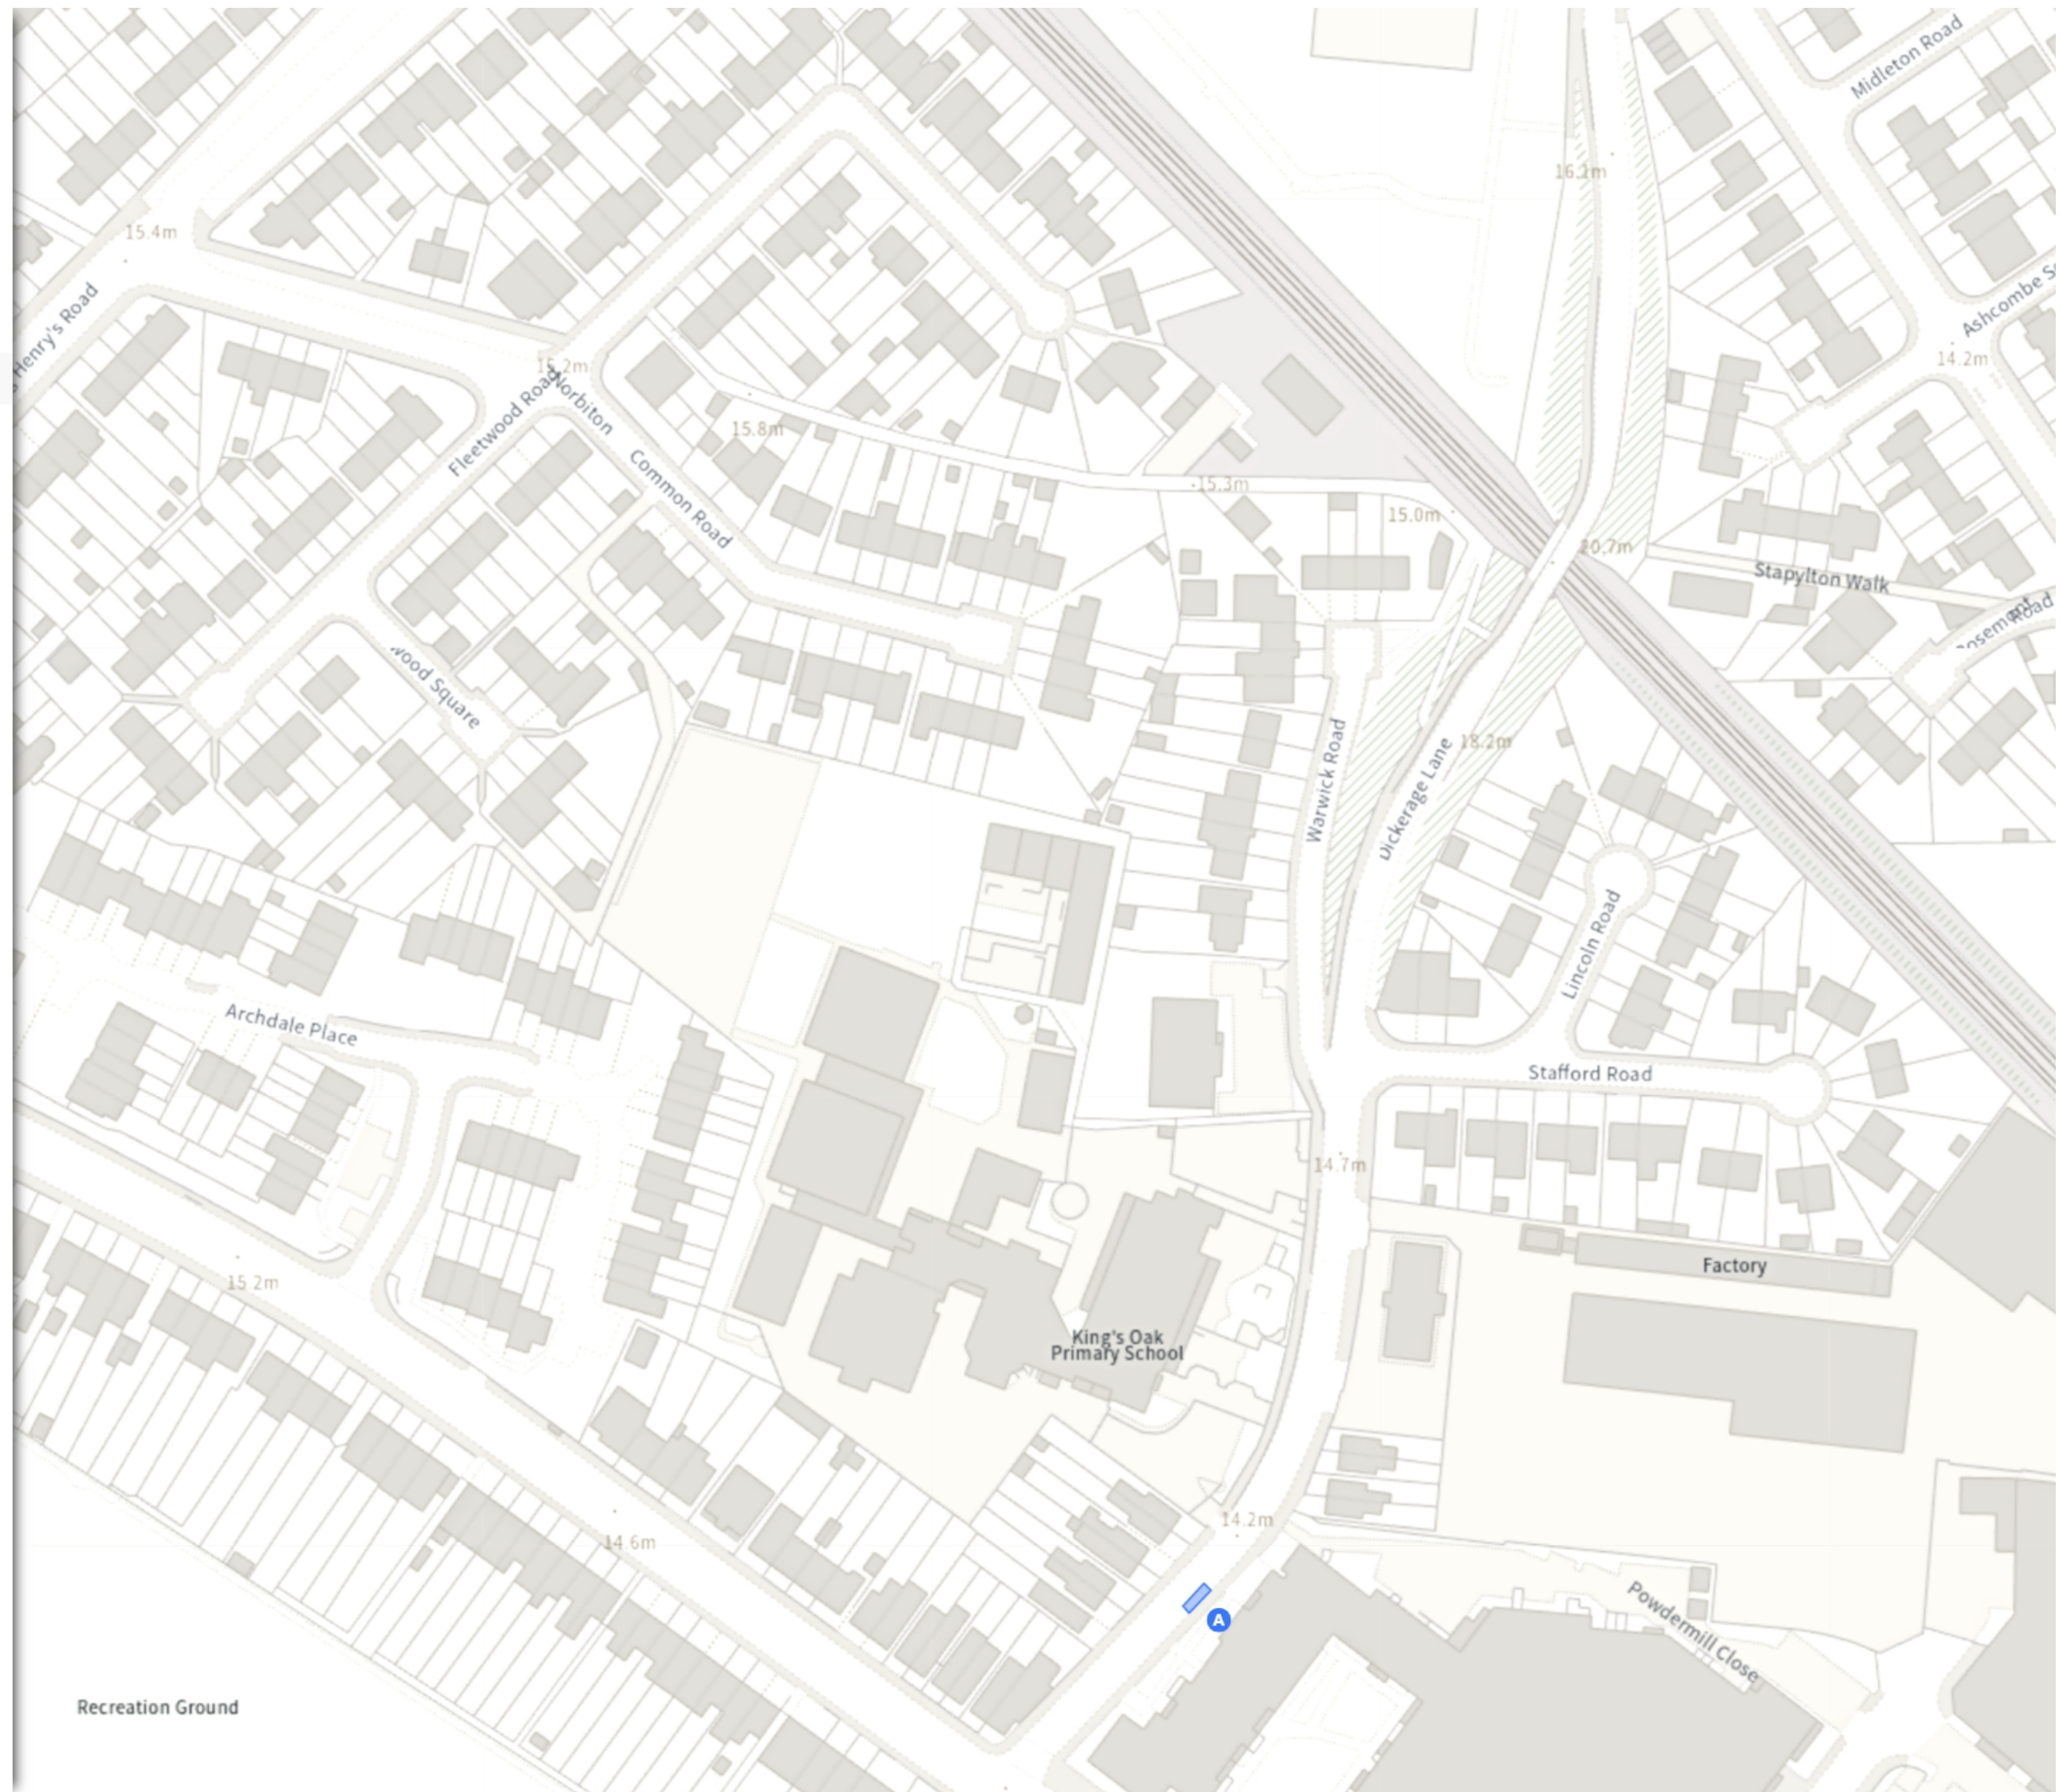 Midleton Road
16.1m
15.4m
Henry's Road
Ashcombe
14.2m
15.2m
Norbiton
Fleetwood Road
15.8m
Common Road
15.3m
15.0m
20.7m
Stapylton Walk
Road
wood Square
Warwick Road
18.2m
Dickerage Lane
Lincoln Road
Archdale Place
Stafford Road
14.7m
Factory
15 2m
King's Oak
Primary School
14.2m
14.6m
A
Powdermill Close
Recreation Ground